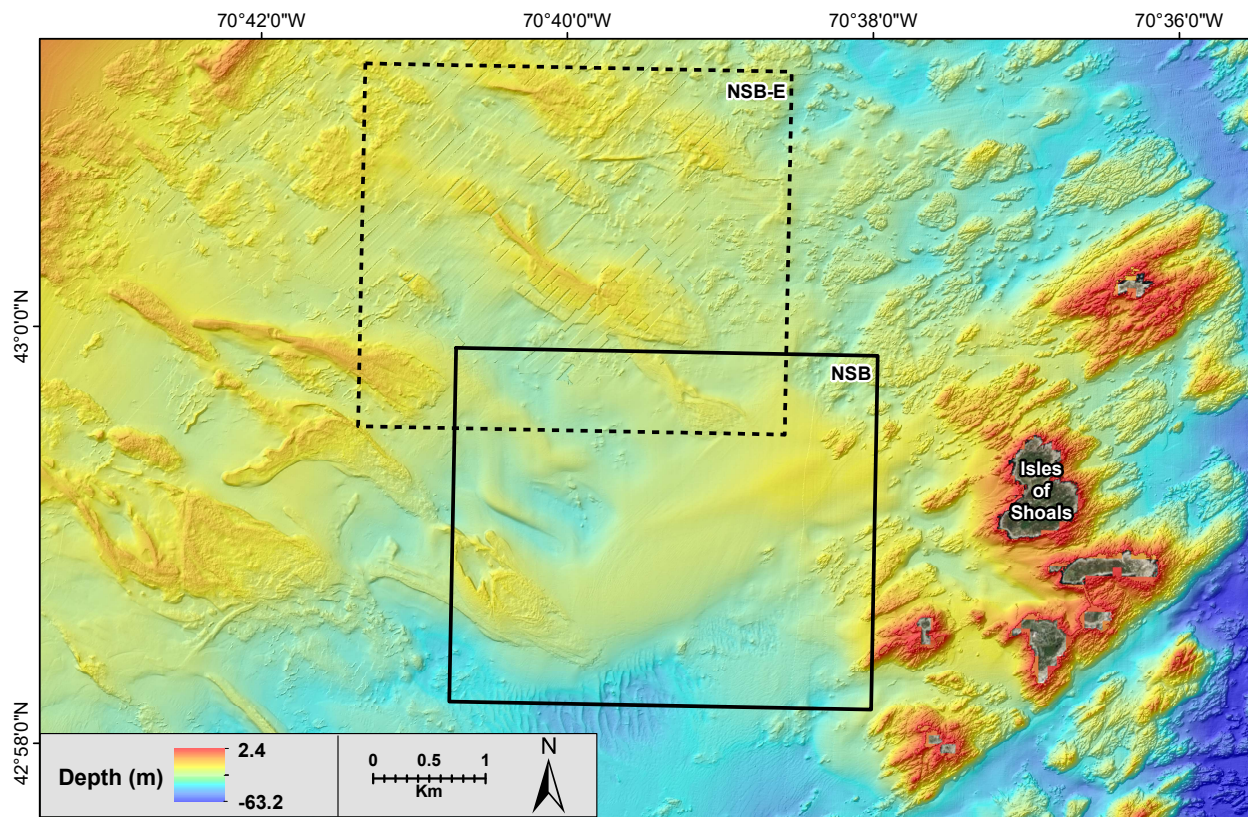 70°42'0"W 70°40'0"W 70°38'0"W 70°36'0"W
NSB-E
43°0'0"N
NSB
Isles
of
Shoals
42°58'0"N
Depth (m)
2.4
-63.2
0 0.5 1
Km
N